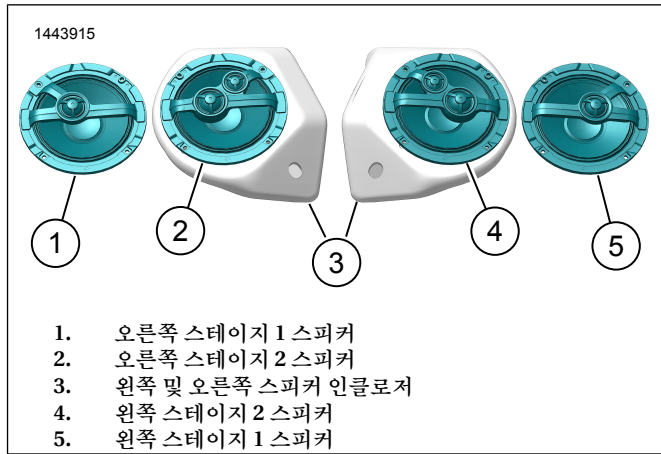 1443915
1
2
3
4
5
1. 오른쪽 스테이지 1 스피커
2. 오른쪽 스테이지 2 스피커
3. 왼쪽 및 오른쪽 스피커 인클로저
4. 왼쪽 스테이지 2 스피커
5. 왼쪽 스테이지 1 스피커